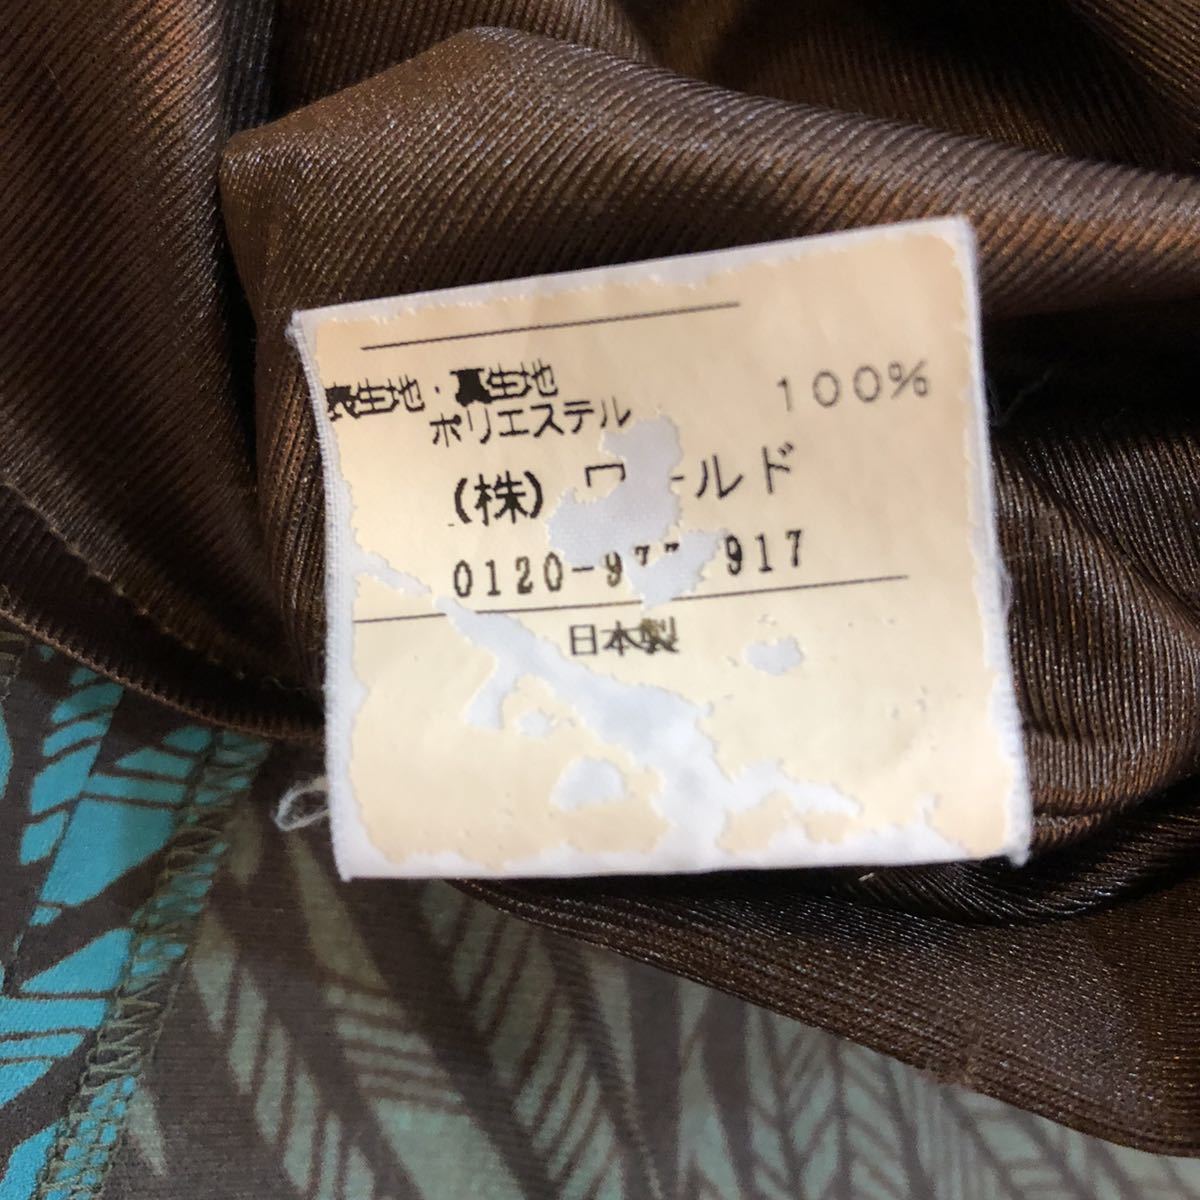 表生地・裏生地
ポリエステル 100%
(株) ワールド
0120-977-917
日本製